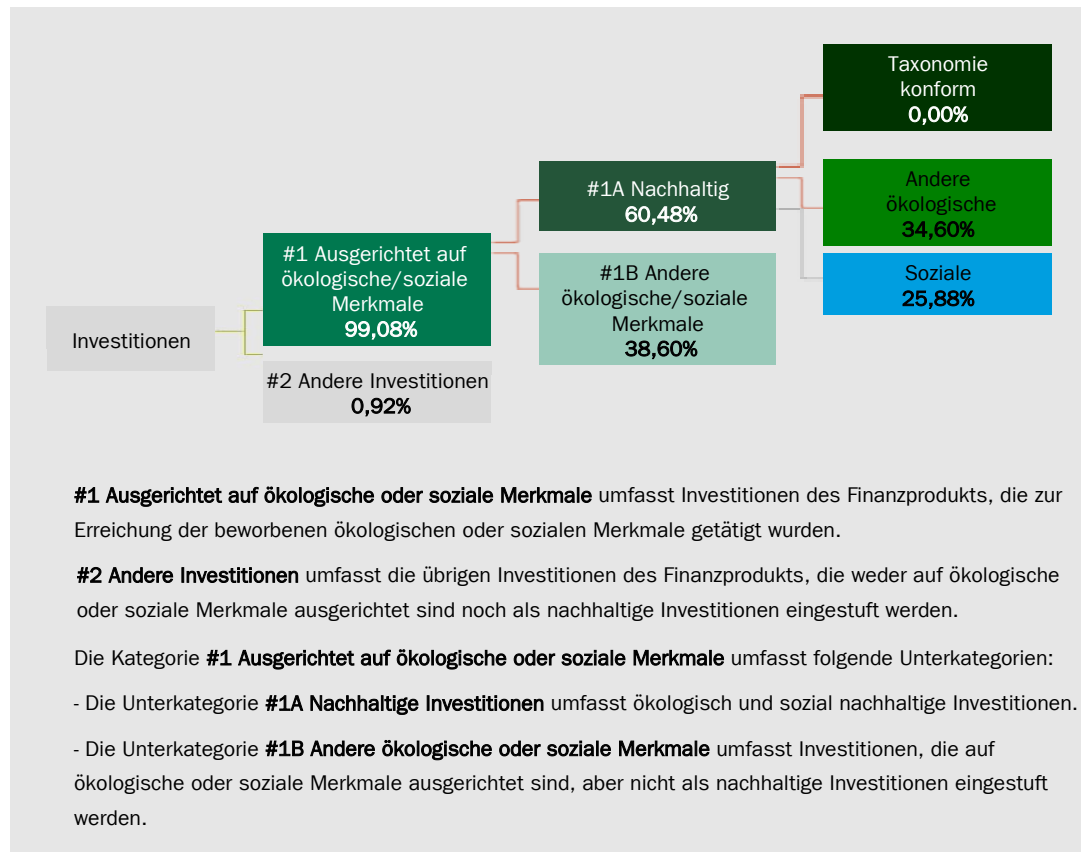 Taxonomie
konform
0,00%
#1A Nachhaltig
60,48%
Andere
ökologische
34,60%
#1 Ausgerichtet auf
ökologische/soziale
Merkmale
99,08%
#1B Andere
ökologische/soziale
Merkmale
38,60%
Soziale
25,88%
Investitionen
#2 Andere Investitionen
0,92%
#1 Ausgerichtet auf ökologische oder soziale Merkmale umfasst Investitionen des Finanzprodukts, die zur
Erreichung der beworbenen ökologischen oder sozialen Merkmale getätigt wurden.
#2 Andere Investitionen umfasst die übrigen Investitionen des Finanzprodukts, die weder auf ökologische
oder soziale Merkmale ausgerichtet sind noch als nachhaltige Investitionen eingestuft werden.
Die Kategorie #1 Ausgerichtet auf ökologische oder soziale Merkmale umfasst folgende Unterkategorien:
- Die Unterkategorie #1A Nachhaltige Investitionen umfasst ökologisch und sozial nachhaltige Investitionen.
- Die Unterkategorie #1B Andere ökologische oder soziale Merkmale umfasst Investitionen, die auf
ökologische oder soziale Merkmale ausgerichtet sind, aber nicht als nachhaltige Investitionen eingestuft
werden.